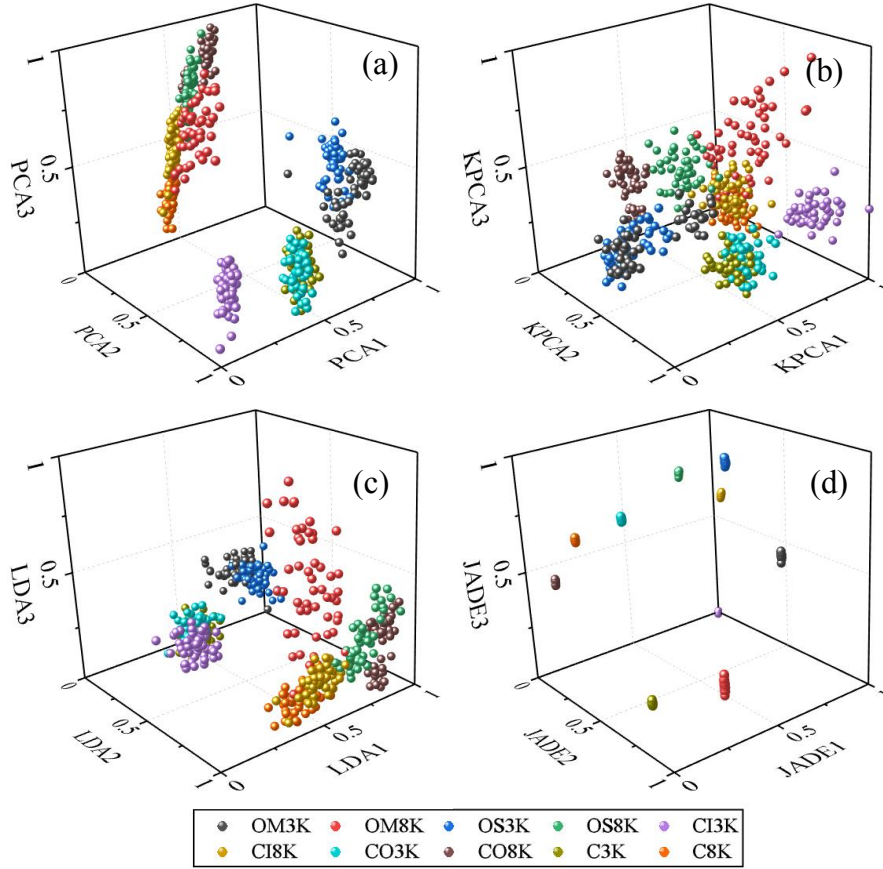 (a)
1
0.5
PCA3
0
0.5
PCA2
1
0
0.5
PCA1
1
(b)
1
0.5
KPCA3
0
0.5
KPCA2
1
0
0.5
KPCA1
1
(c)
1
0.5
LDA3
0
0.5
LDA2
1
0
0.5
LDA1
1
(d)
1
0.5
JADE3
0
0.5
JADE2
1
0
0.5
JADE1
1
OM3K OM8K OS3K OS8K CI3K
CI8K CO3K CO8K C3K C8K